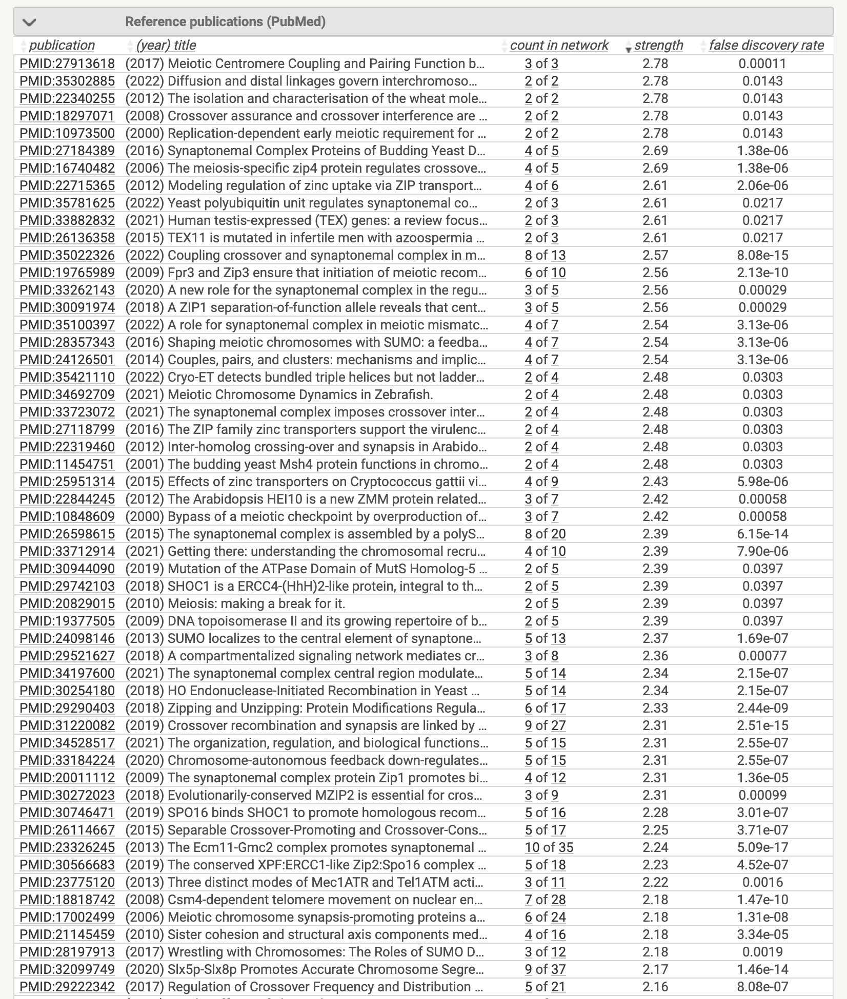 Reference publications (PubMed)
publication (year) title count in network strength false discovery rate
PMID:27913618 (2017) Meiotic Centromere Coupling and Pairing Function b... 3 of 3 2.78 0.00011
PMID:35302885 (2022) Diffusion and distal linkages govern interchromoso... 2 of 2 2.78 0.0143
PMID:22340255 (2012) The isolation and characterisation of the wheat mole... 2 of 2 2.78 0.0143
PMID:18297071 (2008) Crossover assurance and crossover interference are ... 2 of 2 2.78 0.0143
PMID:10973500 (2000) Replication-dependent early meiotic requirement for ... 2 of 2 2.78 0.0143
PMID:27184389 (2016) Synaptonemal Complex Proteins of Budding Yeast D... 4 of 5 2.69 1.38e-06
PMID:16740482 (2006) The meiosis-specific zip4 protein regulates crossove... 4 of 5 2.69 1.38e-06
PMID:22715365 (2012) Modeling regulation of zinc uptake via ZIP transport... 4 of 6 2.61 2.06e-06
PMID:35781625 (2022) Yeast polyubiquitin unit regulates synaptonemal co... 2 of 3 2.61 0.0217
PMID:33882832 (2021) Human testis-expressed (TEX) genes: a review focus... 2 of 3 2.61 0.0217
PMID:26136358 (2015) TEX11 is mutated in infertile men with azoospermia ... 2 of 3 2.61 0.0217
PMID:35022326 (2022) Coupling crossover and synaptonemal complex in m... 8 of 13 2.57 8.08e-15
PMID:19765989 (2009) Fpr3 and Zip3 ensure that initiation of meiotic recom... 6 of 10 2.56 2.13e-10
PMID:33262143 (2020) A new role for the synaptonemal complex in the regu... 3 of 5 2.56 0.00029
PMID:30091974 (2018) A ZIP1 separation-of-function allele reveals that cent... 3 of 5 2.56 0.00029
PMID:35100397 (2022) A role for synaptonemal complex in meiotic mismatc... 4 of 7 2.54 3.13e-06
PMID:28357343 (2016) Shaping meiotic chromosomes with SUMO: a feedba... 4 of 7 2.54 3.13e-06
PMID:24126501 (2014) Couples, pairs, and clusters: mechanisms and implic... 4 of 7 2.54 3.13e-06
PMID:35421110 (2022) Cryo-ET detects bundled triple helices but not ladder... 2 of 4 2.48 0.0303
PMID:34692709 (2021) Meiotic Chromosome Dynamics in Zebrafish. 2 of 4 2.48 0.0303
PMID:33723072 (2021) The synaptonemal complex imposes crossover inter... 2 of 4 2.48 0.0303
PMID:27118799 (2016) The ZIP family zinc transporters support the virulenc... 2 of 4 2.48 0.0303
PMID:22319460 (2012) Inter-homolog crossing-over and synapsis in Arabido... 2 of 4 2.48 0.0303
PMID:11454751 (2001) The budding yeast Msh4 protein functions in chromo... 2 of 4 2.48 0.0303
PMID:25951314 (2015) Effects of zinc transporters on Cryptococcus gattii vi... 4 of 9 2.43 5.98e-06
PMID:22844245 (2012) The Arabidopsis HEI10 is a new ZMM protein related... 3 of 7 2.42 0.00058
PMID:10848609 (2000) Bypass of a meiotic checkpoint by overproduction of... 3 of 7 2.42 0.00058
PMID:26598615 (2015) The synaptonemal complex is assembled by a polyS... 8 of 20 2.39 6.15e-14
PMID:33712914 (2021) Getting there: understanding the chromosomal recru... 4 of 10 2.39 7.90e-06
PMID:30944090 (2019) Mutation of the ATPase Domain of MutS Homolog-5 ... 2 of 5 2.39 0.0397
PMID:29742103 (2018) SHOC1 is a ERCC4-(HhH)2-like protein, integral to th... 2 of 5 2.39 0.0397
PMID:20829015 (2010) Meiosis: making a break for it. 2 of 5 2.39 0.0397
PMID:19377505 (2009) DNA topoisomerase II and its growing repertoire of b... 2 of 5 2.39 0.0397
PMID:24098146 (2013) SUMO localizes to the central element of synaptone... 5 of 13 2.37 1.69e-07
PMID:29521627 (2018) A compartmentalized signaling network mediates cr... 3 of 8 2.36 0.00077
PMID:34197600 (2021) The synaptonemal complex central region modulate... 5 of 14 2.34 2.15e-07
PMID:30254180 (2018) HO Endonuclease-Initiated Recombination in Yeast ... 5 of 14 2.34 2.15e-07
PMID:29290403 (2018) Zipping and Unzipping: Protein Modifications Regula... 6 of 17 2.33 2.44e-09
PMID:31220082 (2019) Crossover recombination and synapsis are linked by ... 9 of 27 2.31 2.51e-15
PMID:34528517 (2021) The organization, regulation, and biological functions... 5 of 15 2.31 2.55e-07
PMID:33184224 (2020) Chromosome-autonomous feedback down-regulates... 5 of 15 2.31 2.55e-07
PMID:20011112 (2009) The synaptonemal complex protein Zip1 promotes bi... 4 of 12 2.31 1.36e-05
PMID:30272023 (2018) Evolutionarily-conserved MZIP2 is essential for cros... 3 of 9 2.31 0.00099
PMID:30746471 (2019) SPO16 binds SHOC1 to promote homologous recom... 5 of 16 2.28 3.01e-07
PMID:26114667 (2015) Separable Crossover-Promoting and Crossover-Cons... 5 of 17 2.25 3.71e-07
PMID:23326245 (2013) The Ecm11-Gmc2 complex promotes synaptonemal ... 10 of 35 2.24 5.09e-17
PMID:30566683 (2019) The conserved XPF:ERCC1-like Zip2:Spo16 complex ... 5 of 18 2.23 4.52e-07
PMID:23775120 (2013) Three distinct modes of Mec1ATR and Tel1ATM acti... 3 of 11 2.22 0.0016
PMID:18818742 (2008) Csm4-dependent telomere movement on nuclear en... 7 of 28 2.18 1.47e-10
PMID:17002499 (2006) Meiotic chromosome synapsis-promoting proteins a... 6 of 24 2.18 1.31e-08
PMID:21145459 (2010) Sister cohesion and structural axis components med... 4 of 16 2.18 3.34e-05
PMID:28197913 (2017) Wrestling with Chromosomes: The Roles of SUMO D... 3 of 12 2.18 0.0019
PMID:32099749 (2020) Slx5p-Slx8p Promotes Accurate Chromosome Segre... 9 of 37 2.17 1.46e-14
PMID:29222342 (2017) Regulation of Crossover Frequency and Distribution ... 5 of 21 2.16 8.08e-07